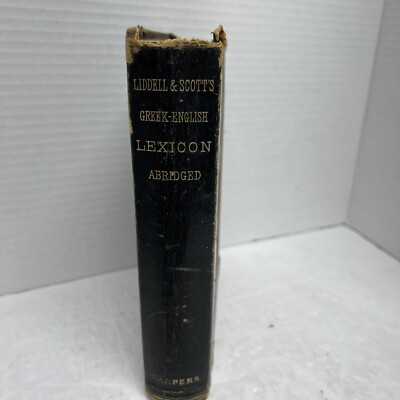 LIDDELL & SCOTT'S
GREEK-ENGLISH
LEXICON
ABRIDGED
HARPERS